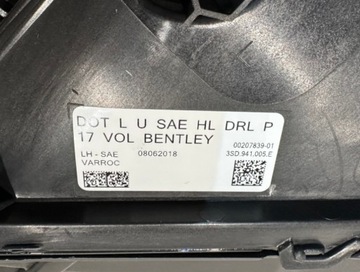 DOT L U SAE HL DRL P
17 VOL BENTLEY
00207839-01
LH - SAE 08062018 3SD.941.005.E
VARROC